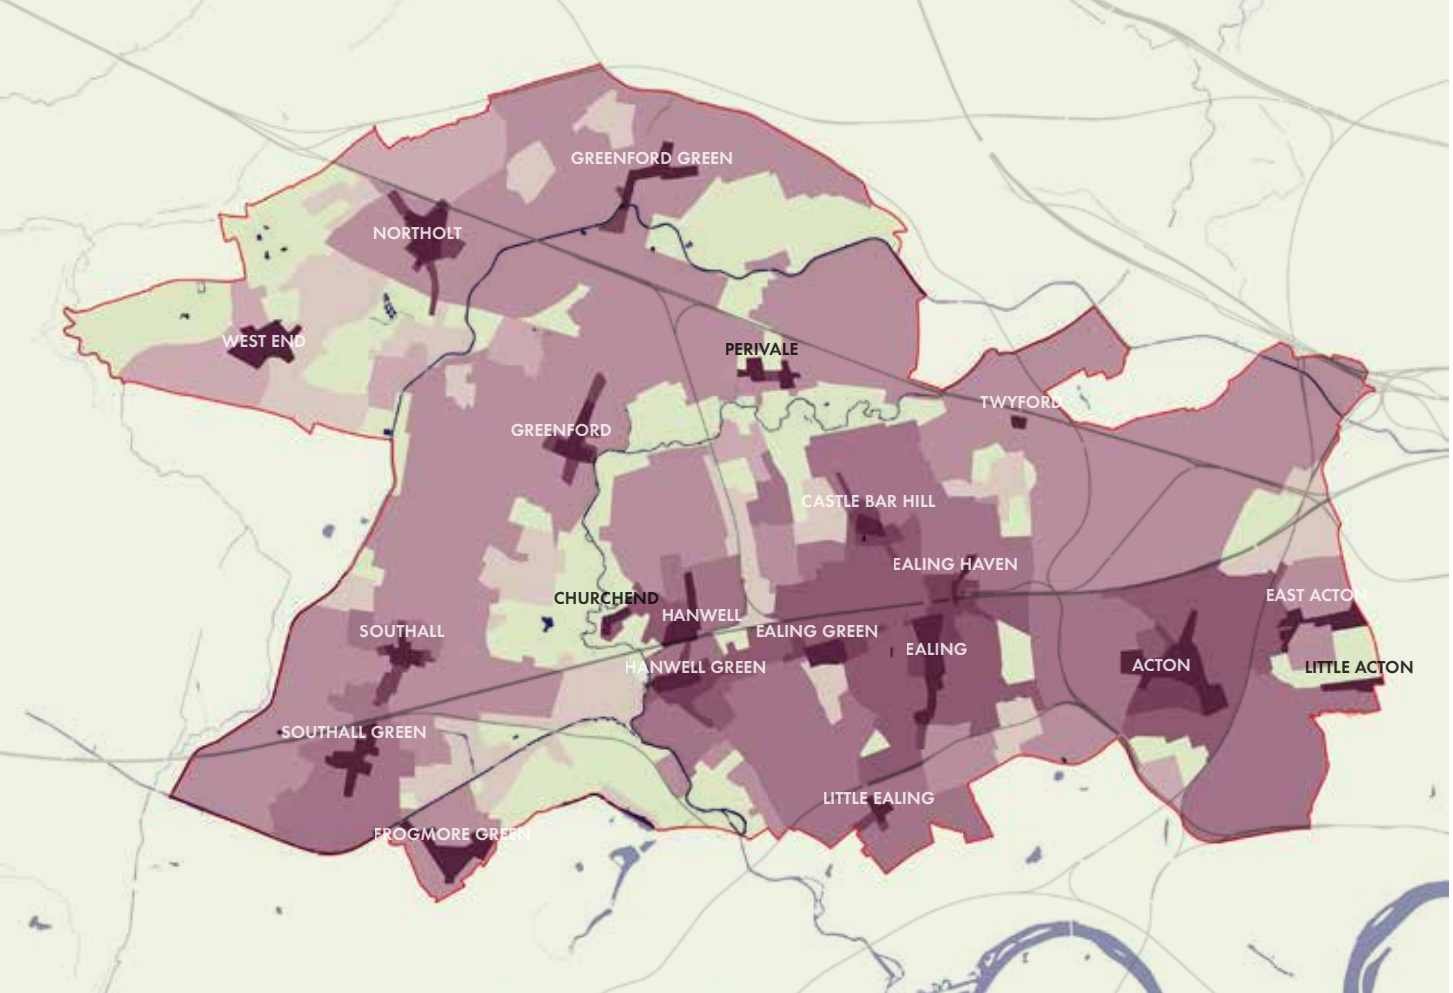 GREENFORD GREEN
NORTHOLT
WEST END
PERIVALE
TWYFORD
GREENFORD
CASTLE BAR HILL
EALING HAVEN
CHURCHEND
EAST ACTON
HANWELL
SOUTHALL
EALING GREEN
EALING
HANWELL GREEN
ACTON
LITTLE ACTON
SOUTHALL GREEN
LITTLE EALING
FROGMORE GREEN